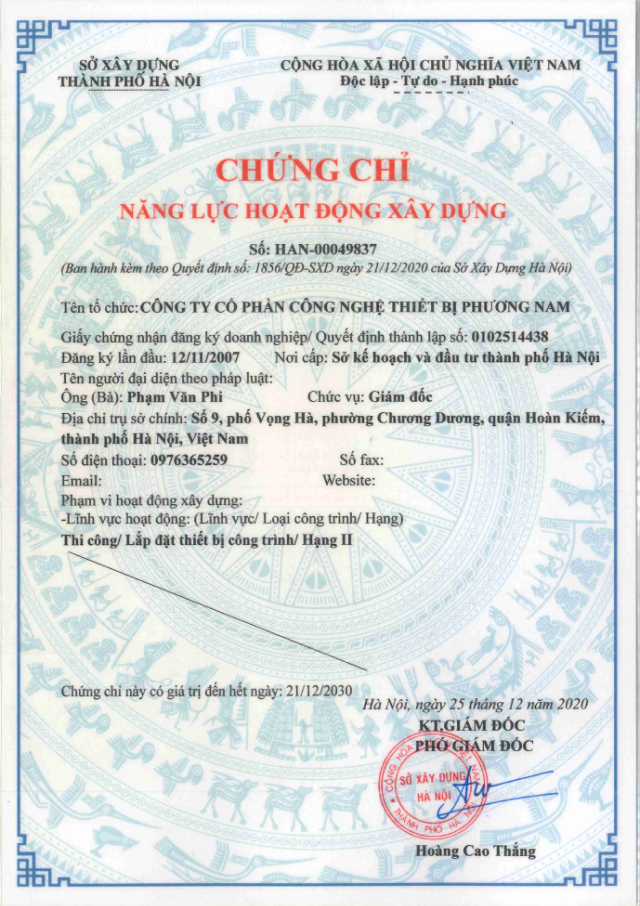 SỞ XÂY DỰNG
THÀNH PHỐ HÀ NỘI
CỘNG HÒA XÃ HỘI CHỦ NGHĨA VIỆT NAM
Độc lập - Tự do - Hạnh phúc
CHỨNG CHỈ
NĂNG LỰC HOẠT ĐỘNG XÂY DỰNG
Số: HAN-00049837
(Ban hành kèm theo Quyết định số: 1856/QĐ-SXD ngày 21/12/2020 của Sở Xây Dựng Hà Nội)
Tên tổ chức: CÔNG TY CỔ PHẦN CÔNG NGHỆ THIẾT BỊ PHƯƠNG NAM
Giấy chứng nhận đăng ký doanh nghiệp/ Quyết định thành lập số: 0102514438
Đăng ký lần đầu: 12/11/2007 Nơi cấp: Sở kế hoạch và đầu tư thành phố Hà Nội
Tên người đại diện theo pháp luật:
Ông (Bà): Phạm Văn Phi Chức vụ: Giám đốc
Địa chỉ trụ sở chính: Số 9, phố Vọng Hà, phường Chương Dương, quận Hoàn Kiếm,
thành phố Hà Nội, Việt Nam
Số điện thoại: 0976365259 Số fax:
Email: Website:
Phạm vi hoạt động xây dựng:
-Lĩnh vực hoạt động: (Lĩnh vực/ Loại công trình/ Hạng)
Thi công/ Lắp đặt thiết bị công trình/ Hạng II
Chứng chỉ này có giá trị đến hết ngày: 21/12/2030
Hà Nội, ngày 25 tháng 12 năm 2020
KT.GIÁM ĐỐC
PHÓ GIÁM ĐỐC
SỞ XÂY DỰNG
HÀ NỘI
THÀNH PHỐ HÀ NỘI
Hoàng Cao Thắng